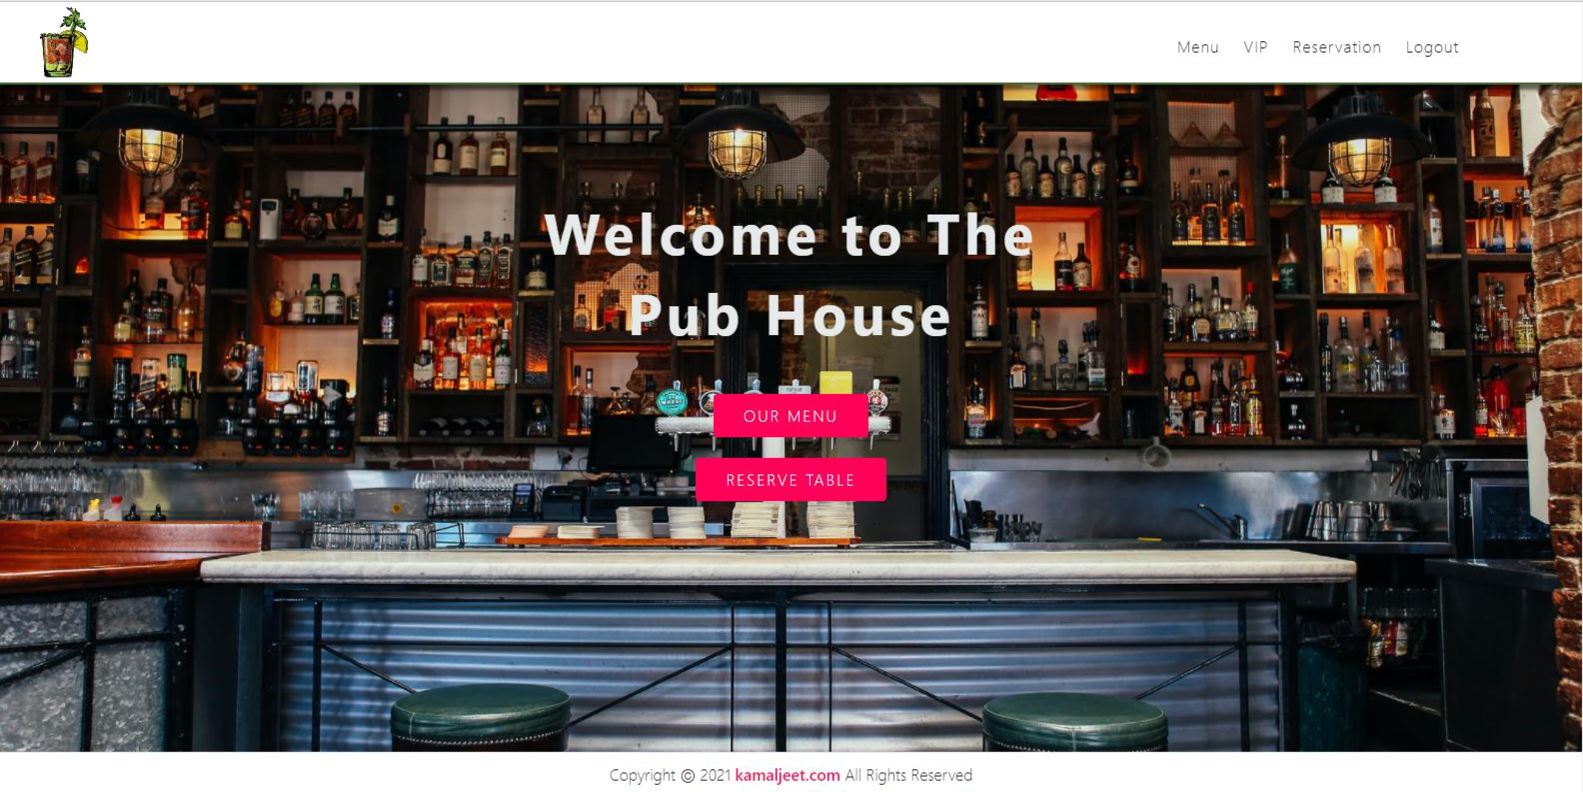 Menu VIP Reservation Logout
Welcome to The
Pub House
OUR MENU
RESERVE TABLE
Copyright © 2021 kamaljeet.com All Rights Reserved